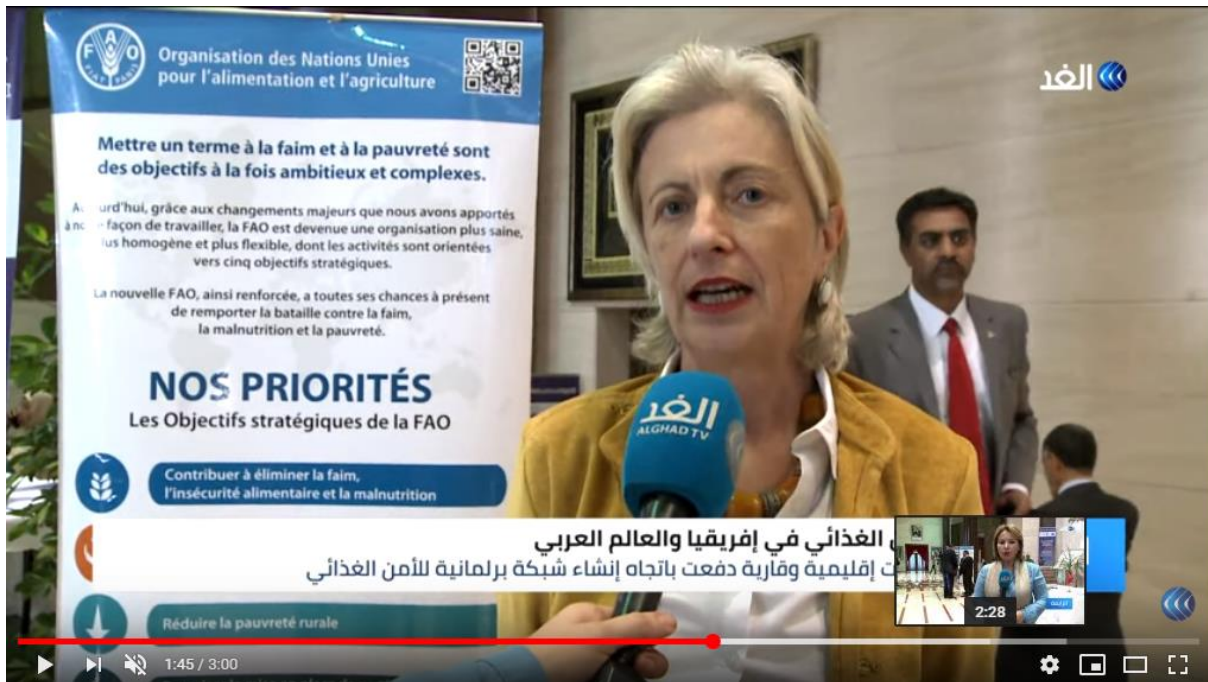 FAO
FIAT PANIS
Organisation des Nations Unies
pour l'alimentation et l'agriculture
الغد
Mettre un terme à la faim et à la pauvreté sont
des objectifs à la fois ambitieux et complexes.
urd'hui, grâce aux changements majeurs que nous avons apportés
façon de travailler, la FAO est devenue une organisation plus saine,
us homogène et plus flexible, dont les activités sont orientées
vers cinq objectifs stratégiques.
La nouvelle FAO, ainsi renforcée, a toutes ses chances à présent
de remporter la bataille contre la faim,
la malnutrition et la pauvreté.
NOS PRIORITÉS
Les Objectifs stratégiques de la FAO
الغد
ALGHAD TV
Contribuer à éliminer la faim,
l'insécurité alimentaire et la malnutrition
الغذائي في إفريقيا والعالم العربي
ت إقليمية وقارية دفعت باتجاه إنشاء شبكة برلمانية للأمن الغذائي
2:28
Réduire la pauvreté rurale
1:45 / 3:00